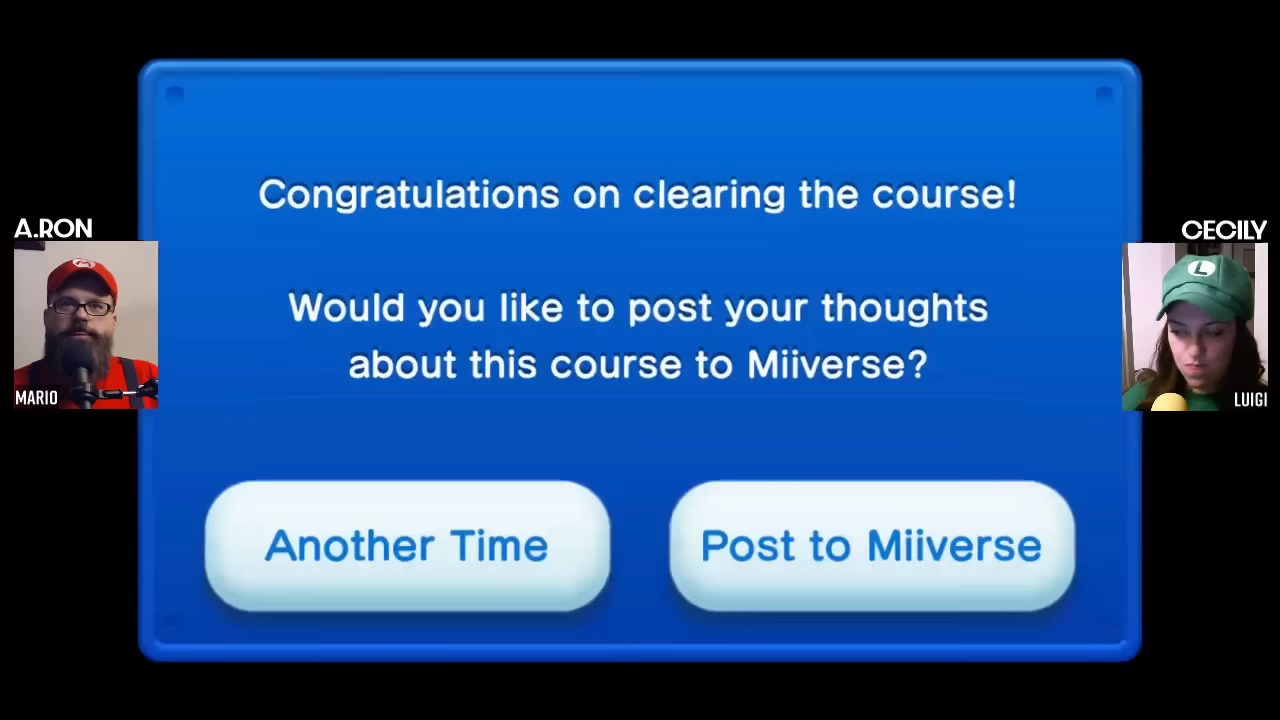 Congratulations on clearing the course!
Would you like to post your thoughts
about this course to Miiverse?
A.RON
M
MARIO
CECILY
L
LUIGI
Another Time
Post to Miiverse